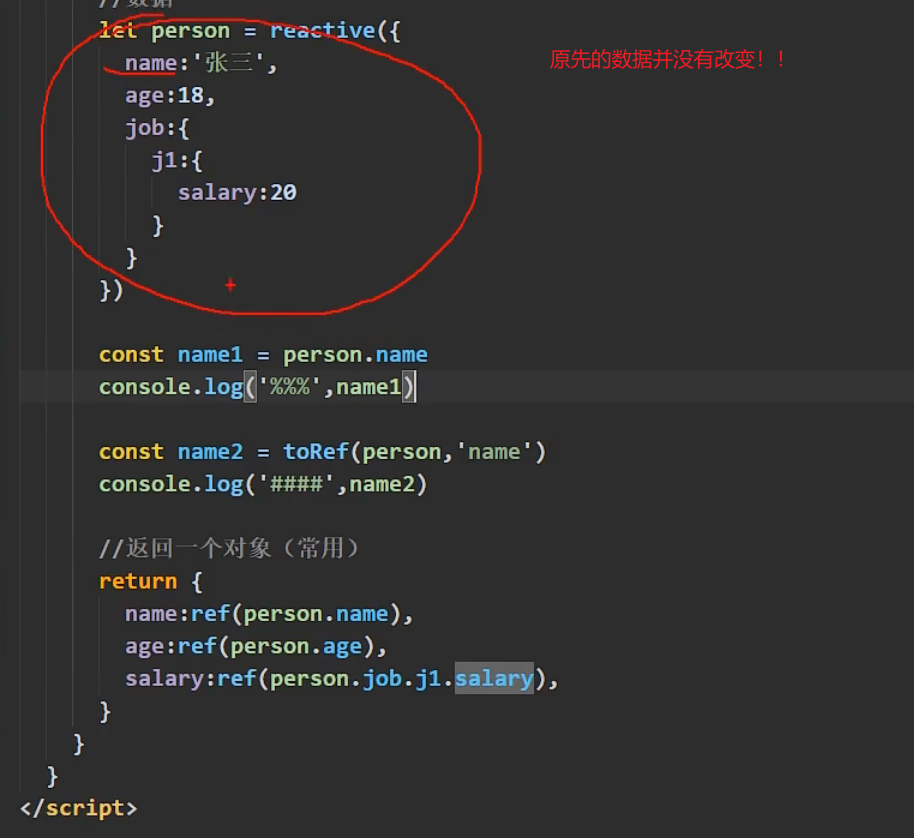 //数据
let person = reactive({
name:'张三',
原先的数据并没有改变！！
age:18,
job:{
j1:{
salary:20
}
}
})
const name1 = person.name
console.log('%%%',name1)
const name2 = toRef(person,'name')
console.log('####',name2)
//返回一个对象（常用）
return {
name:ref(person.name),
age:ref(person.age),
salary:ref(person.job.j1.salary),
}
}
}
</script>